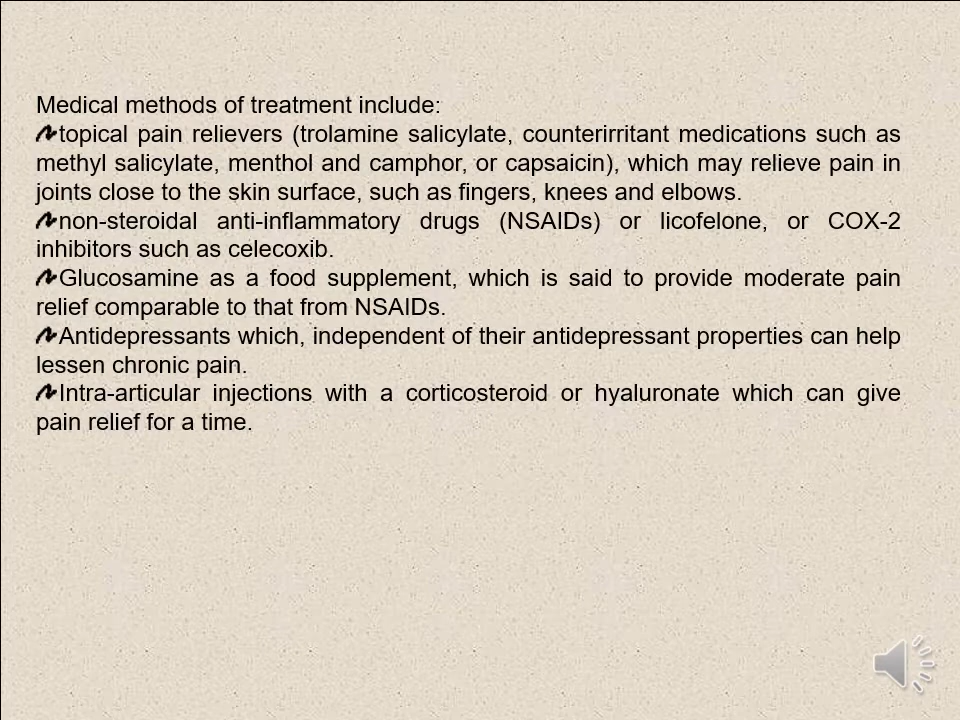 Medical methods of treatment include:
topical pain relievers (trolamine salicylate, counterirritant medications such as
methyl salicylate, menthol and camphor, or capsaicin), which may relieve pain in
joints close to the skin surface, such as fingers, knees and elbows.
non-steroidal anti-inflammatory drugs (NSAIDs) or licofelone, or COX-2
inhibitors such as celecoxib.
Glucosamine as a food supplement, which is said to provide moderate pain
relief comparable to that from NSAIDs.
Antidepressants which, independent of their antidepressant properties can help
lessen chronic pain.
Intra-articular injections with a corticosteroid or hyaluronate which can give
pain relief for a time.